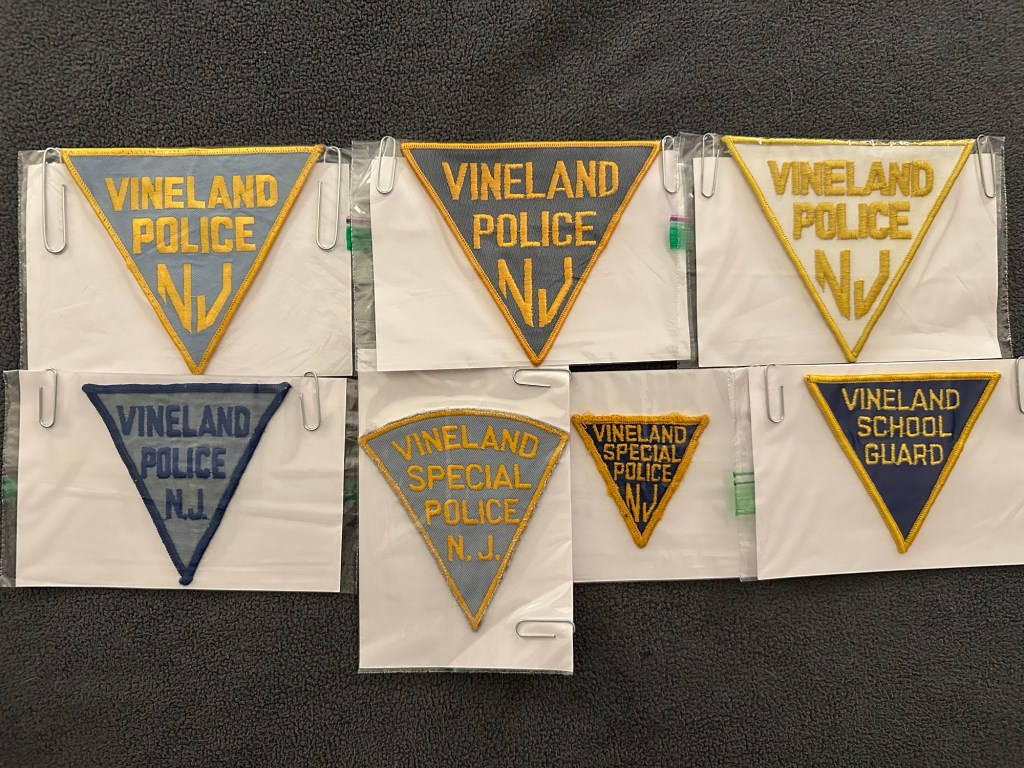 VINELAND
POLICE
NJ
VINELAND
POLICE
NJ
VINELAND
POLICE
NJ
VINELAND
POLICE
N.J.
VINELAND
SPECIAL
POLICE
N. J.
VINELAND
SPECIAL
POLICE
NJ
VINELAND
SCHOOL
GUARD